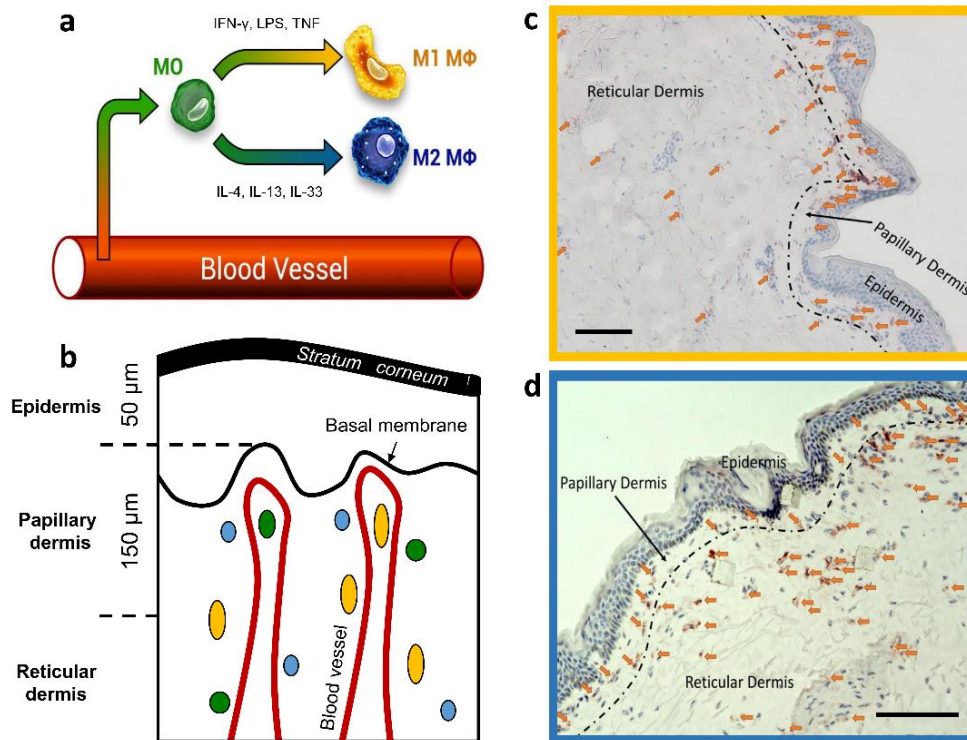 a
IFN-γ, LPS, TNF
MO
M1 MΦ
M2 MΦ
IL-4, IL-13, IL-33
Blood Vessel
b
Stratum corneum
Epidermis
50 μm
Basal membrane
Papillary
dermis
150 μm
Reticular
dermis
Blood vessel
c
Reticular Dermis
Papillary Dermis
Epidermis
d
Epidermis
Papillary Dermis
Reticular Dermis